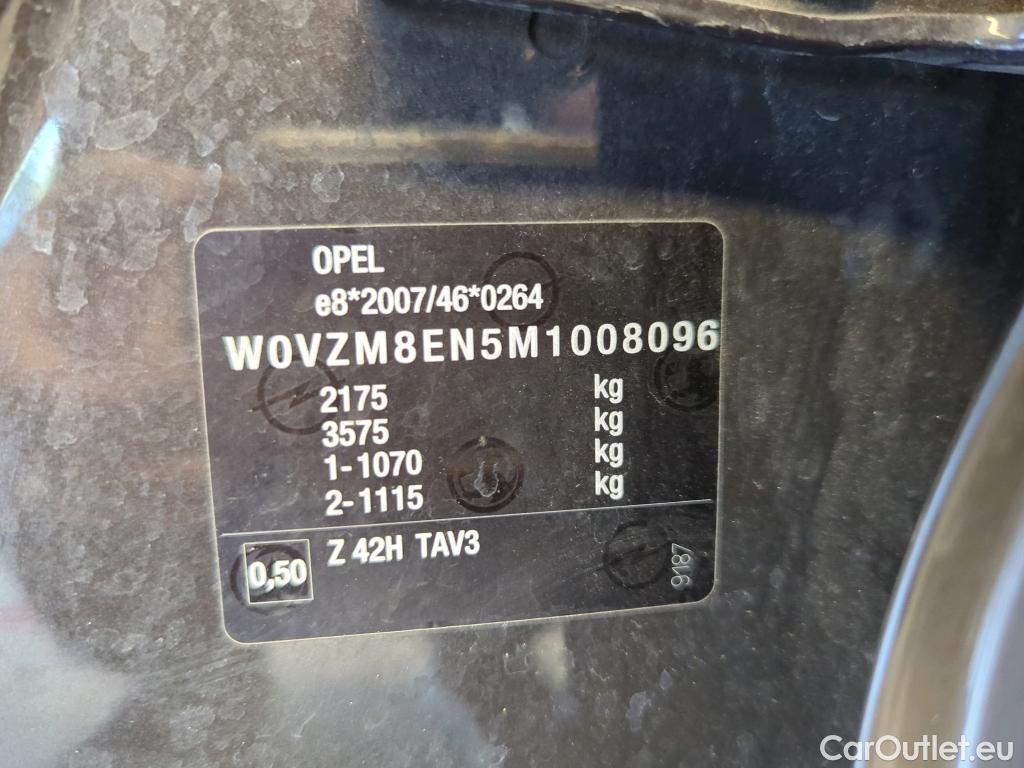 OPEL
e8*2007/46*0264
W0VZM8EN5M1008096
2175 kg
3575 kg
1-1070 kg
2-1115 kg
0,50 Z 42H TAV3
9187
CarOutlet.eu